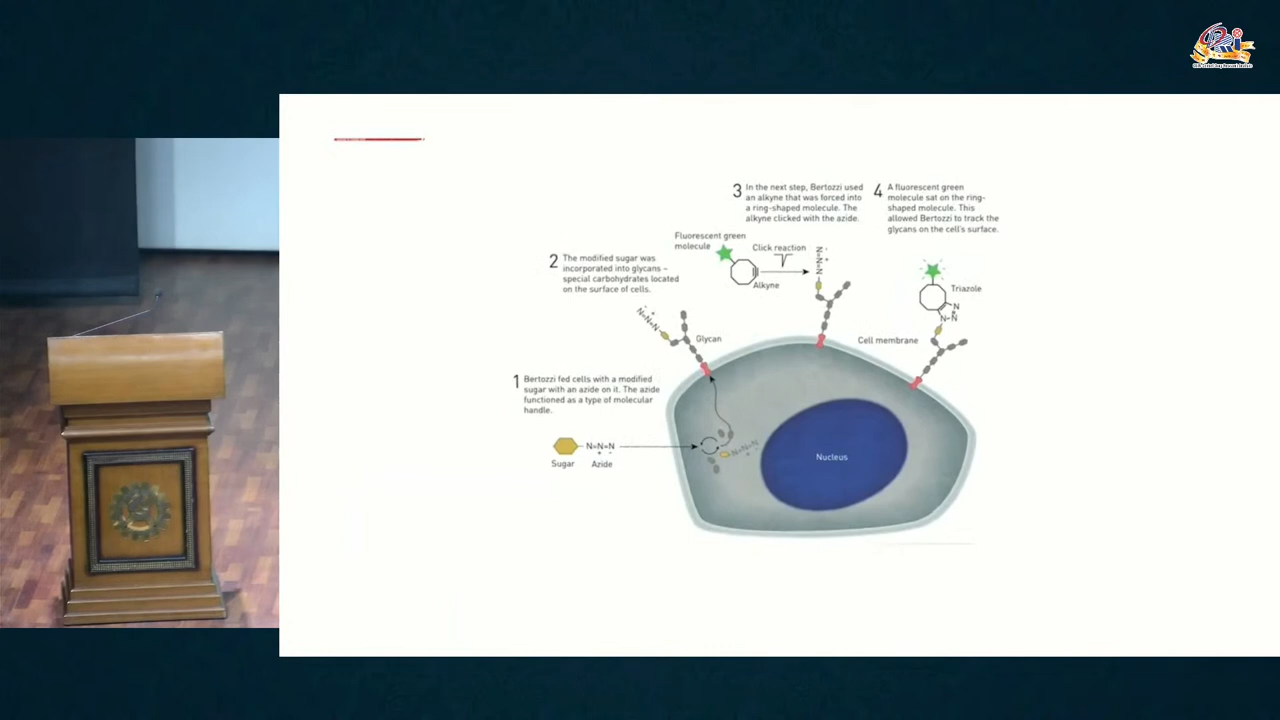 3 In the next step, Bertozzi used
an alkyne that was forced into
a ring-shaped molecule. The
alkyne clicked with the azide.
4 A fluorescent green
molecule sat on the ring-
shaped molecule. This
allowed Bertozzi to track the
glycans on the cell's surface.
Fluorescent green
molecule
Click reaction
Alkyne
N=N=N
2 The modified sugar was
incorporated into glycans –
special carbohydrates located
on the surface of cells.
N=N=N
Glycan
Triazole
N
N–N
Cell membrane
1 Bertozzi fed cells with a modified
sugar with an azide on it. The azide
functioned as a type of molecular
handle.
N=N=N
+ -
Sugar
Azide
N=N=N
Nucleus